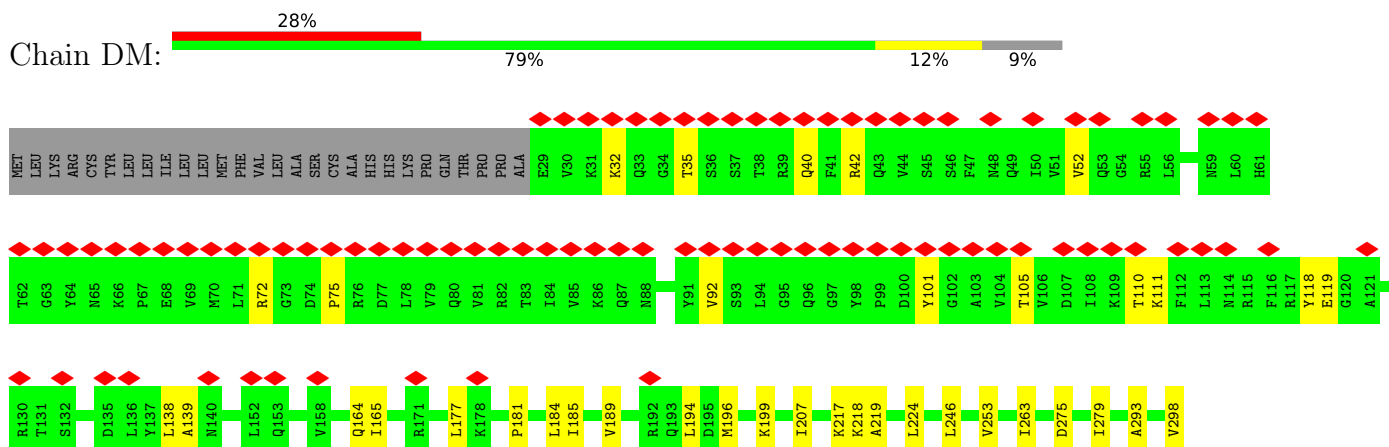 28%
Chain DM:
79% 12% 9%
MET LEU LYS ARG CYS TYR LEU LEU ILE LEU LEU MET PHE VAL LEU ALA SER CYS ALA HIS HIS LYS PRO GLN THR PRO PRO ALA E29 V30 K31 K32 Q33 G34 T35 S36 S37 T38 R39 Q40 F41 R42 Q43 V44 S45 S46 F47 N48 Q49 I50 V51 V52 Q53 G54 R55 L56 N59 L60 H61
T62 G63 Y64 N65 K66 P67 E68 V69 M70 L71 R72 G73 D74 P75 R76 D77 L78 V79 Q80 V81 R82 T83 I84 V85 K86 Q87 N88 Y91 V92 S93 L94 G95 Q96 G97 Y98 P99 D100 Y101 G102 A103 V104 T105 V106 D107 I108 K109 T110 K111 F112 L113 N114 R115 F116 R117 Y118 E119 G120 A121
R130 T131 S132 D135 L136 Y137 L138 A139 N140 L152 Q153 V158 Q164 I165 R171 L177 K178 P181 L184 I185 V189 R192 Q193 L194 D195 M196 K199 I207 K217 K218 A219 L224 L246 V253 I263 D275 I279 A293 V298